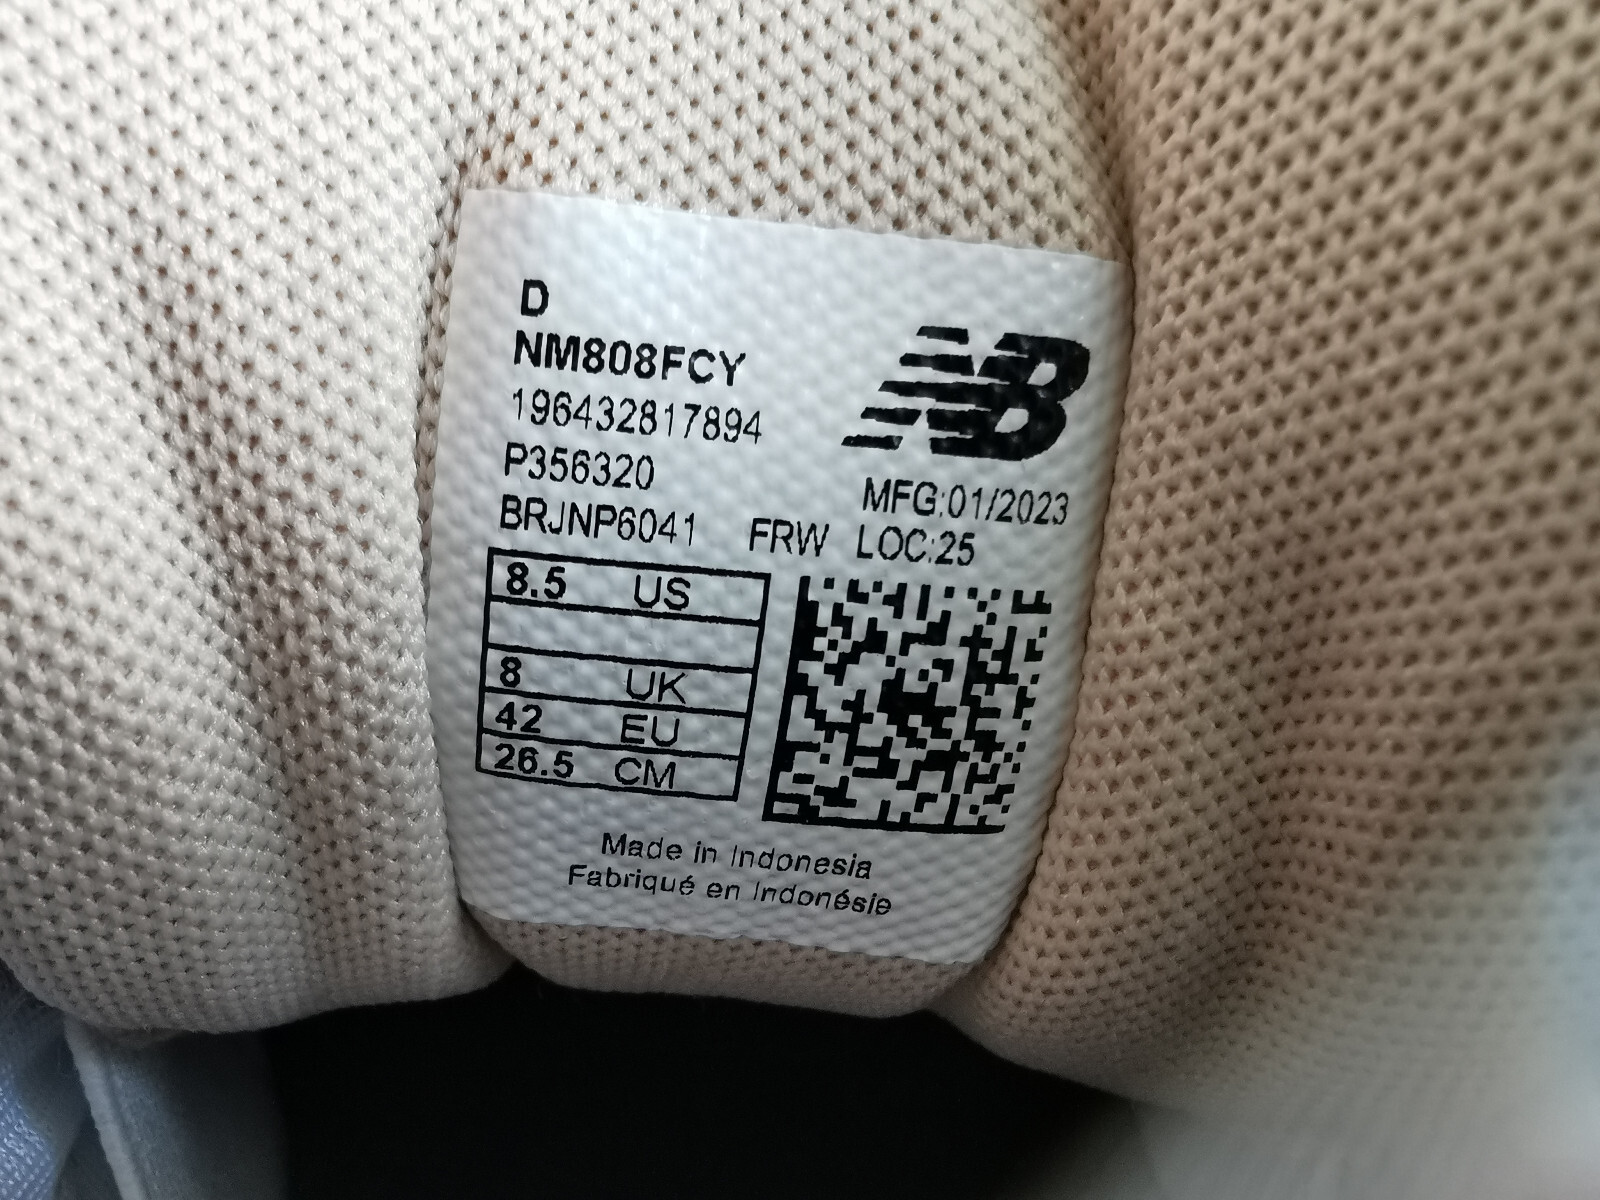 D
NM808FCY
196432817894
P356320
BRJNP6041 FRW LOC:25
NB
MFG:01/2023
8.5 US
8 UK
42 EU
26.5 CM
Made in Indonesia
Fabriqué en Indonésie